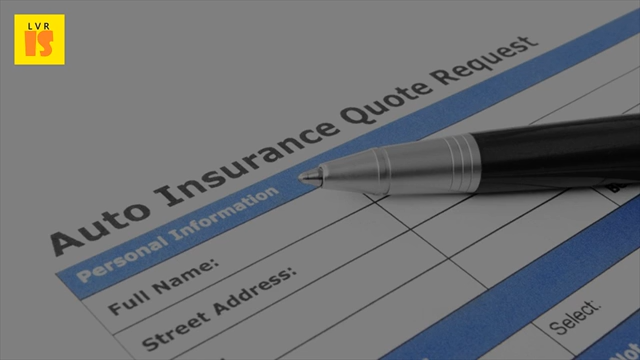 LVR
IS
Auto Insurance Quote Request
Personal Information
Full Name:
Street Address:
Select: